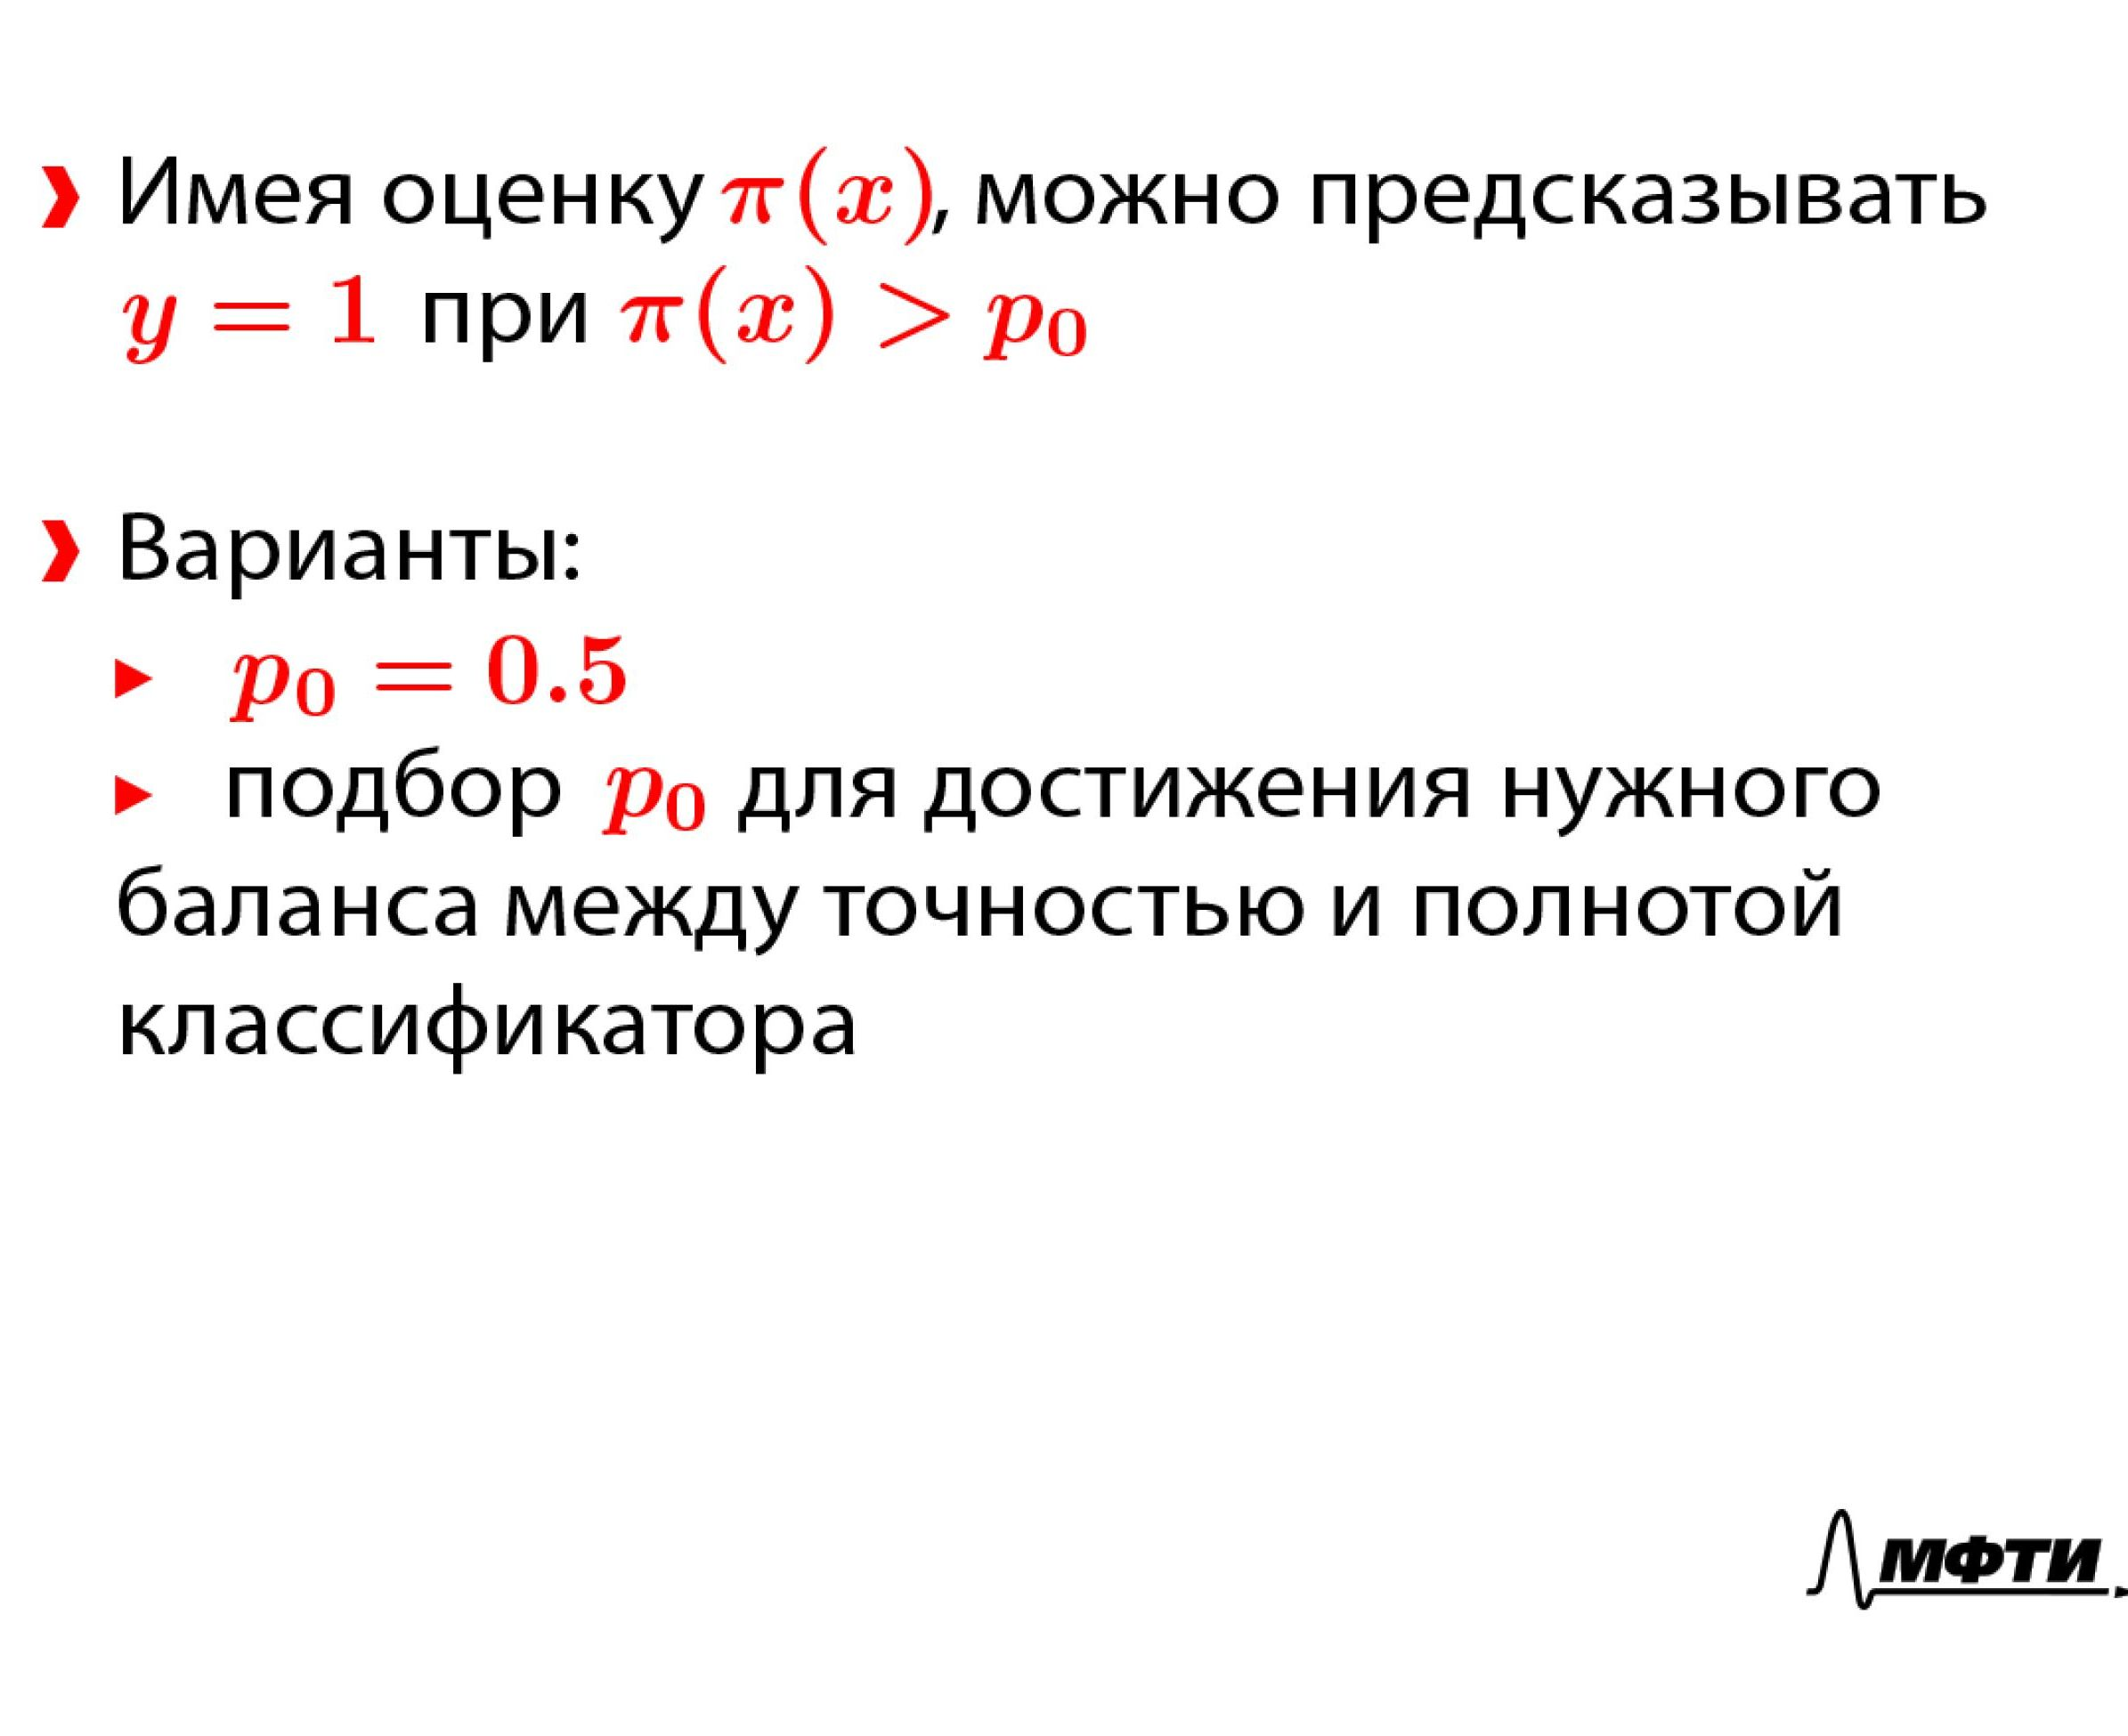 Имея оценку π(x), можно предсказывать
y = 1 при π(x) > p₀
Варианты:
p₀ = 0.5
подбор p₀ для достижения нужного
баланса между точностью и полнотой
классификатора
МФТИ